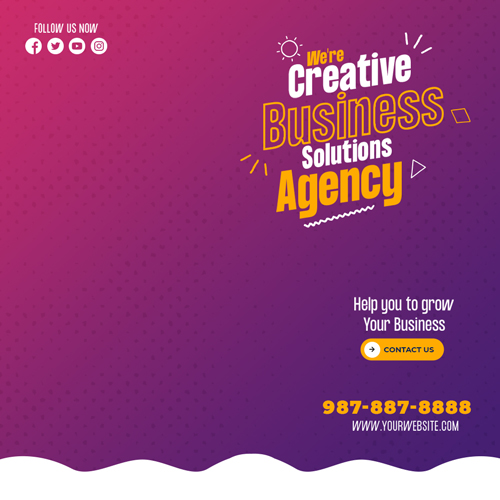 FOLLOW US NOW
We're
Creative
Business
Solutions
Agency
Help you to grow
Your Business
CONTACT US
987-887-8888
WWW.YOURWEBSITE.COM